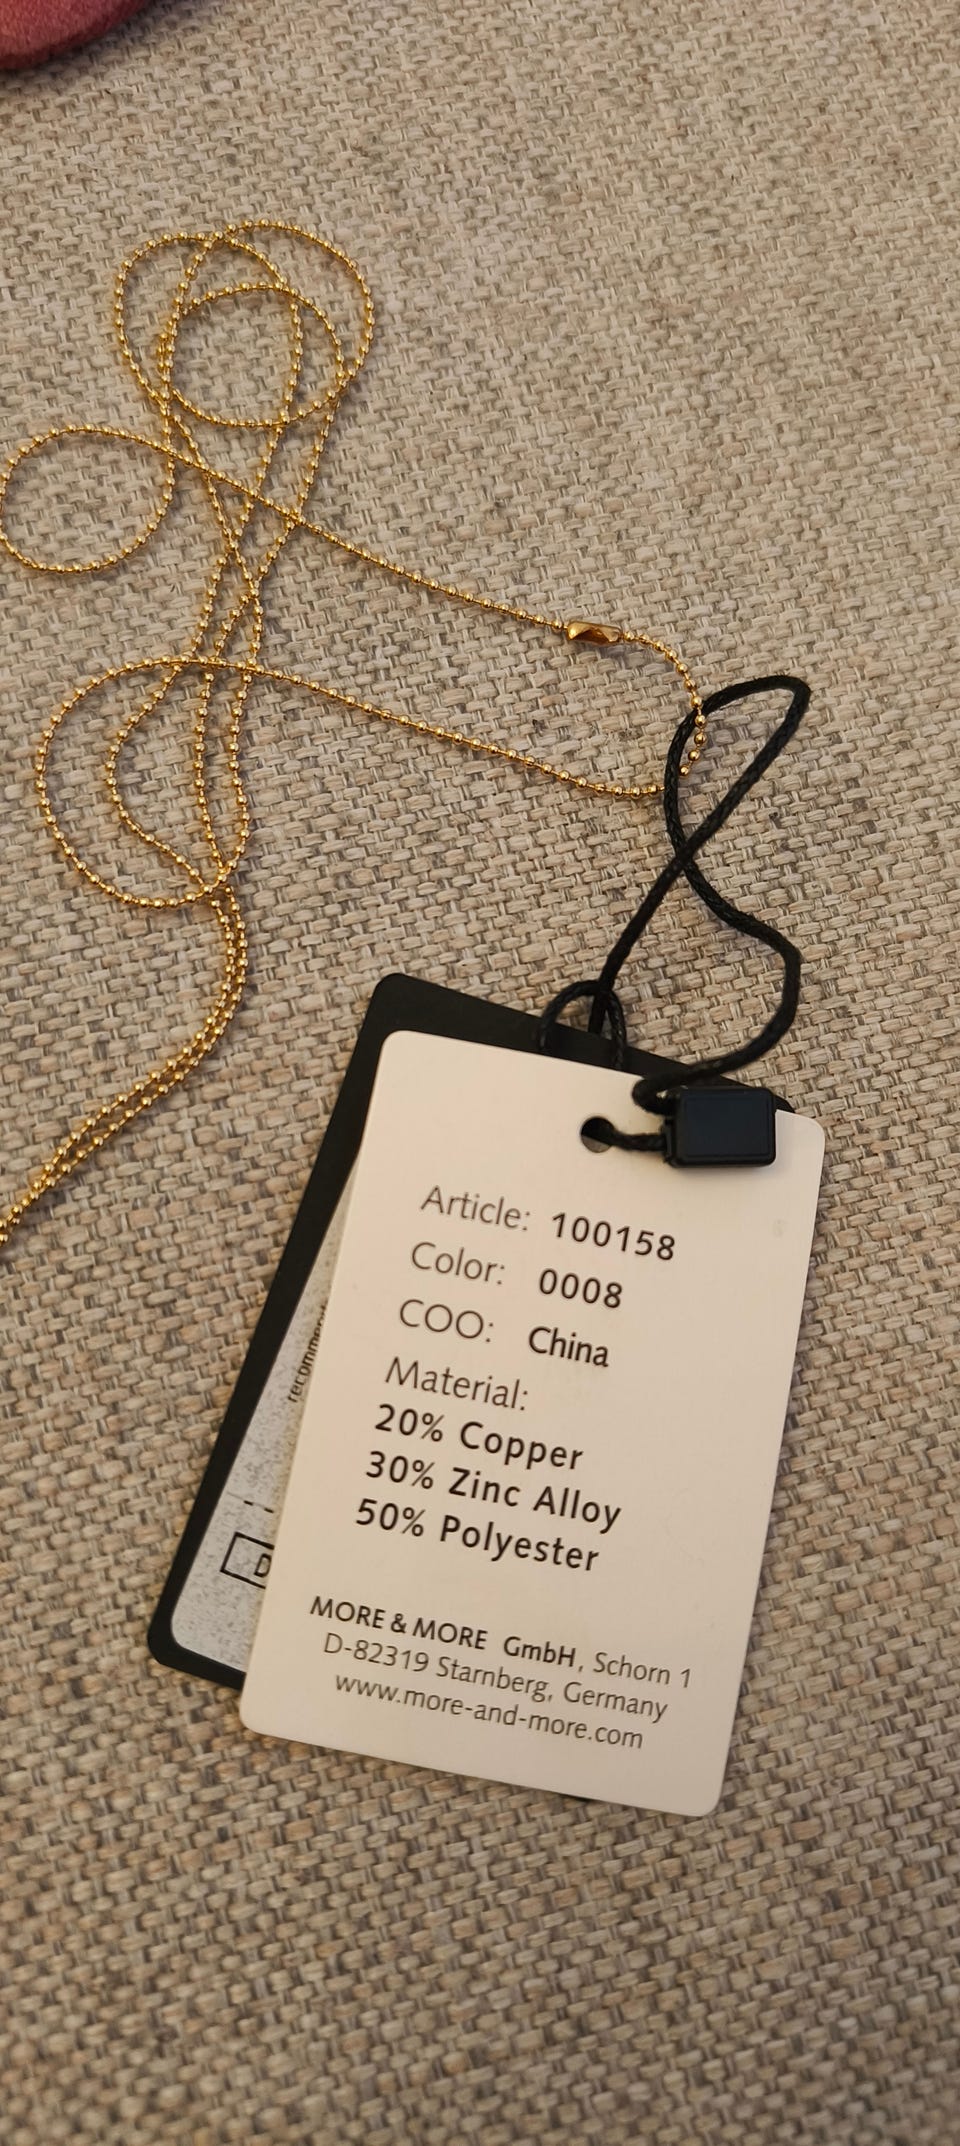 Article: 100158
Color: 0008
COO: China
Material:
20% Copper
30% Zinc Alloy
50% Polyester
MORE & MORE GmbH, Schorn 1
D-82319 Starnberg, Germany
www.more-and-more.com
D